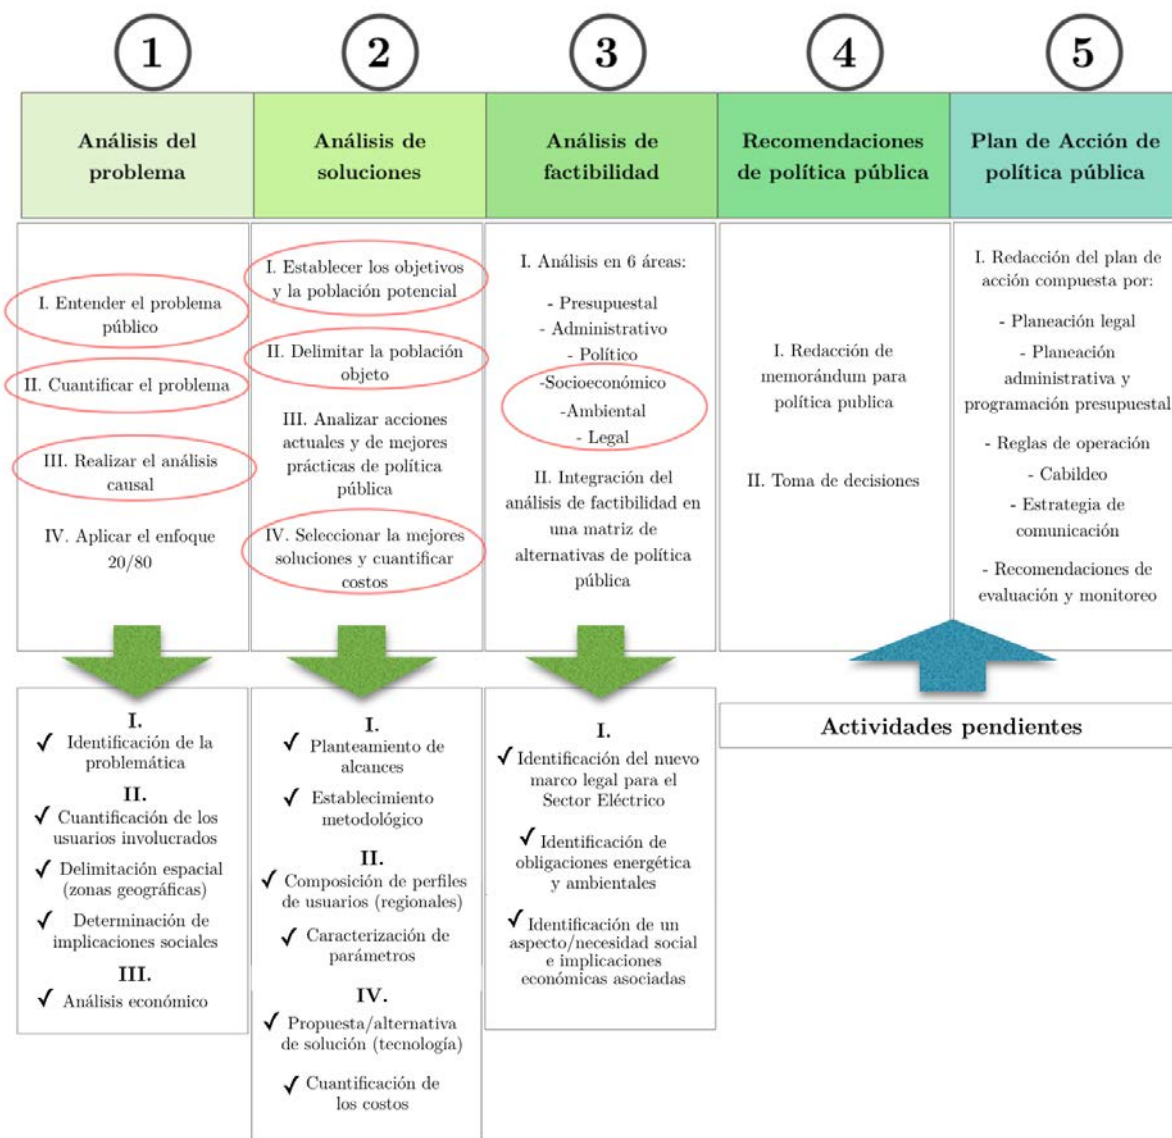 1
2
3
4
5
Análisis del
problema
Análisis de
soluciones
Análisis de
factibilidad
Recomendaciones
de política pública
Plan de Acción de
política pública
I. Entender el problema
público
II. Cuantificar el problema
III. Realizar el análisis
causal
IV. Aplicar el enfoque
20/80
I. Establecer los objetivos
y la población potencial
II. Delimitar la población
objeto
III. Analizar acciones
actuales y de mejores
prácticas de política
pública
IV. Seleccionar la mejores
soluciones y cuantificar
costos
I. Análisis en 6 áreas:
- Presupuestal
- Administrativo
- Político
-Socioeconómico
-Ambiental
- Legal
II. Integración del
análisis de factibilidad en
una matriz de
alternativas de política
pública
I. Redacción de
memorándum para
política publica
II. Toma de decisiones
I. Redacción del plan de
acción compuesta por:
- Planeación legal
- Planeación
administrativa y
programación presupuestal
- Reglas de operación
- Cabildeo
- Estrategia de
comunicación
- Recomendaciones de
evaluación y monitoreo
I.
✓ Identificación de la
problemática
II.
✓ Cuantificación de los
usuarios involucrados
✓ Delimitación espacial
(zonas geográficas)
✓ Determinación de
implicaciones sociales
III.
✓ Análisis económico
I.
✓ Planteamiento de
alcances
✓ Establecimiento
metodológico
II.
✓ Composición de perfiles
de usuarios (regionales)
✓ Caracterización de
parámetros
IV.
✓ Propuesta/alternativa
de solución (tecnología)
✓ Cuantificación de
los costos
I.
✓ Identificación del nuevo
marco legal para el
Sector Eléctrico
✓ Identificación de
obligaciones energética
y ambientales
✓ Identificación de un
aspecto/necesidad social
e implicaciones
económicas asociadas
Actividades pendientes